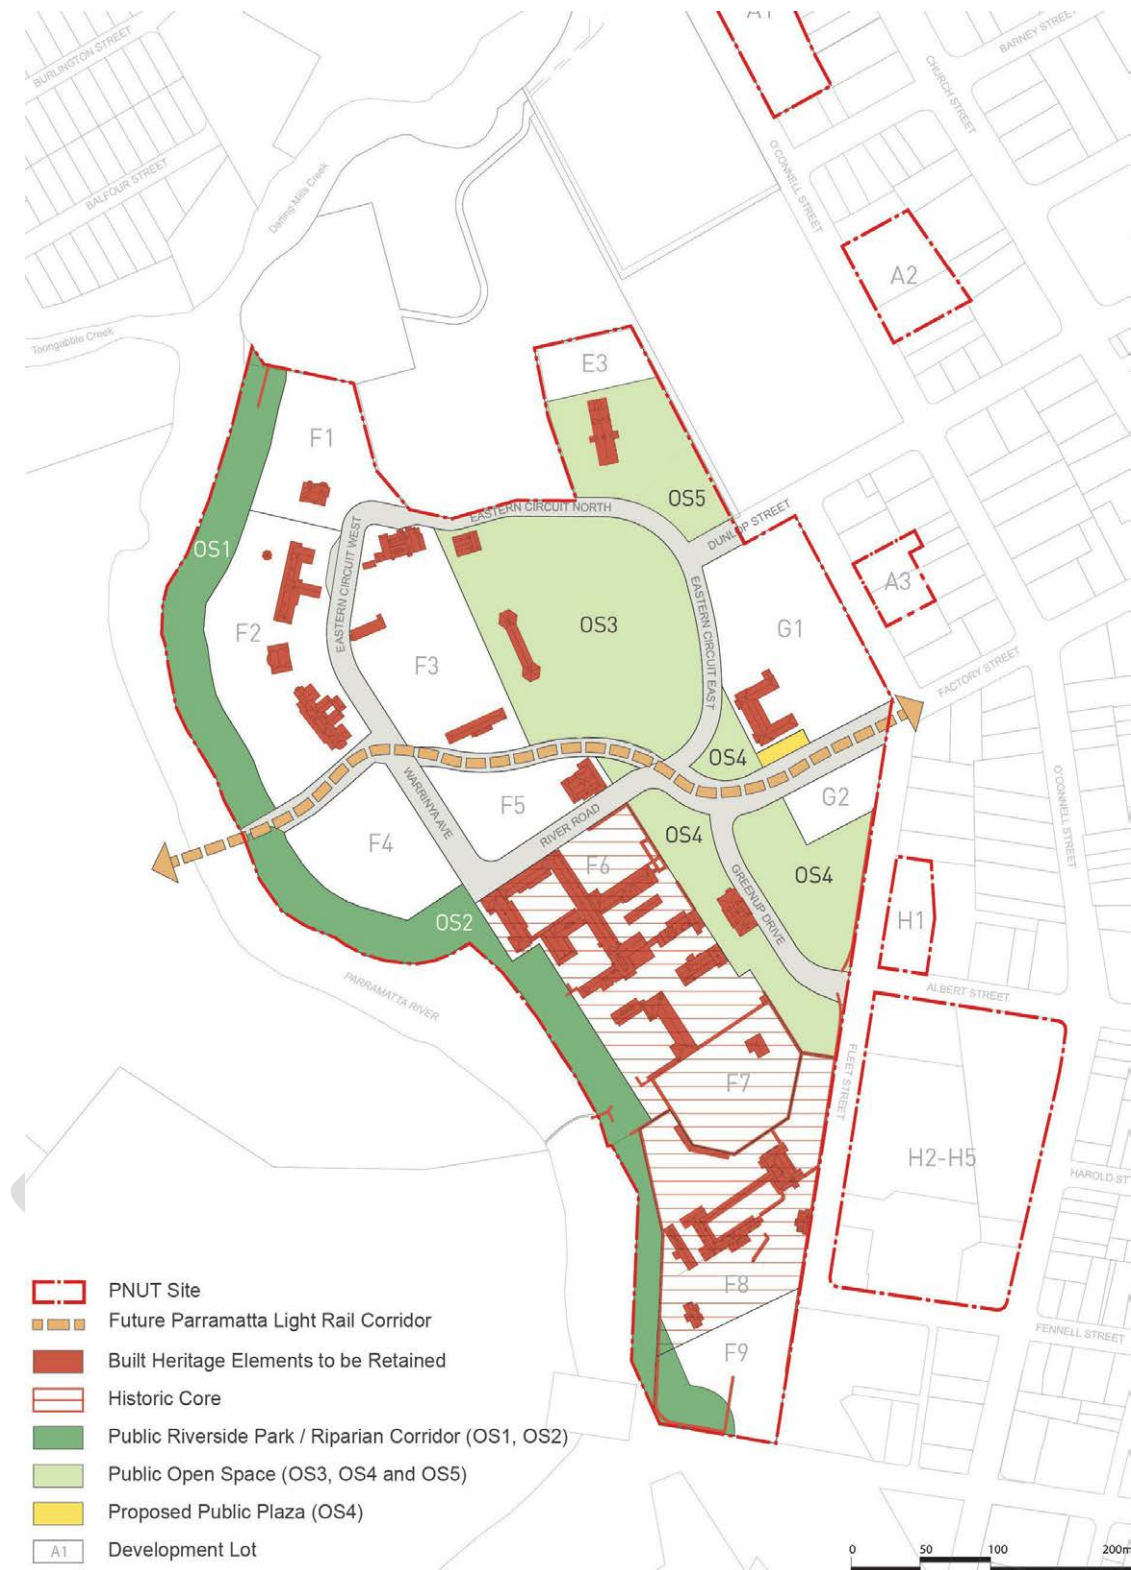 A1
BARNEY STREET
BURLINGTON STREET
CHURCH STREET
BALFOUR STREET
Darling Mills Creek
O'CONNELL STREET
A2
Toongabbie Creek
E3
F1
OS5
EASTERN CIRCUIT NORTH
DUNLOP STREET
OS1
EASTERN CIRCUIT WEST
A3
F2
OS3
EASTERN CIRCUIT EAST
G1
F3
FACTORY STREET
OS4
WARRINYA AVE
F5
G2
O'CONNELL STREET
RIVER ROAD
F4
OS4
F6
OS4
GREENUP DRIVE
H1
OS2
PARRAMATTA RIVER
ALBERT STREET
FLEET STREET
F7
H2-H5
HAROLD ST
F8
FENNELL STREET
F9
PNUT Site
Future Parramatta Light Rail Corridor
Built Heritage Elements to be Retained
Historic Core
Public Riverside Park / Riparian Corridor (OS1, OS2)
Public Open Space (OS3, OS4 and OS5)
Proposed Public Plaza (OS4)
A1 Development Lot
0 50 100 200m